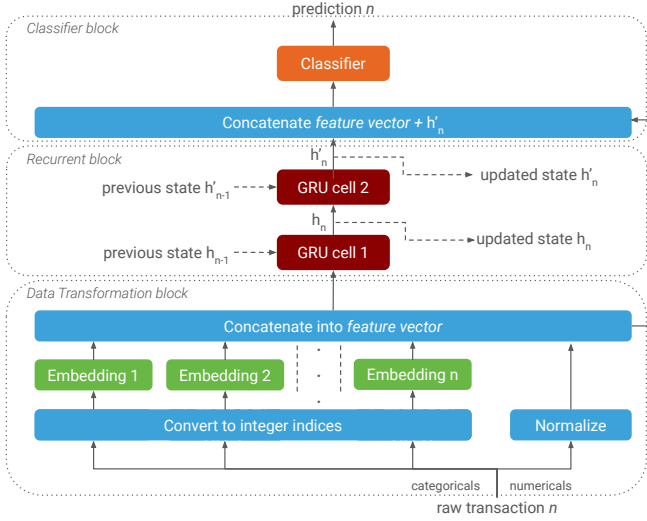 prediction n
Classifier block
Classifier
Concatenate feature vector + h'n
Recurrent block
h'n
updated state h'n
previous state h'n-1
GRU cell 2
hn
updated state hn
previous state hn-1
GRU cell 1
Data Transformation block
Concatenate into feature vector
Embedding 1
Embedding 2
. . .
Embedding n
Convert to integer indices
Normalize
categoricals
numericals
raw transaction n